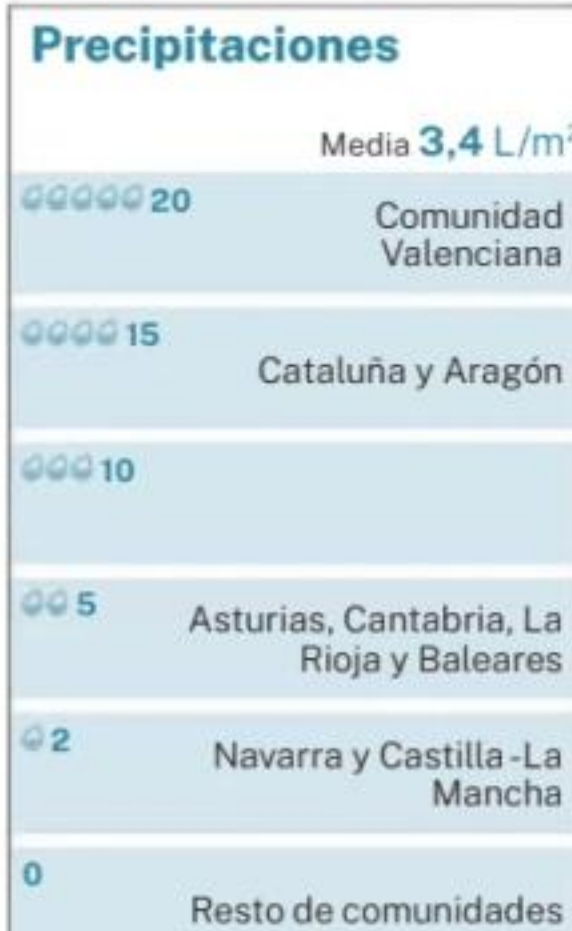 Precipitaciones
Media 3,4 L/m²
20
Comunidad
Valenciana
15
Cataluña y Aragón
10
5
Asturias, Cantabria, La
Rioja y Baleares
2
Navarra y Castilla-La
Mancha
0
Resto de comunidades